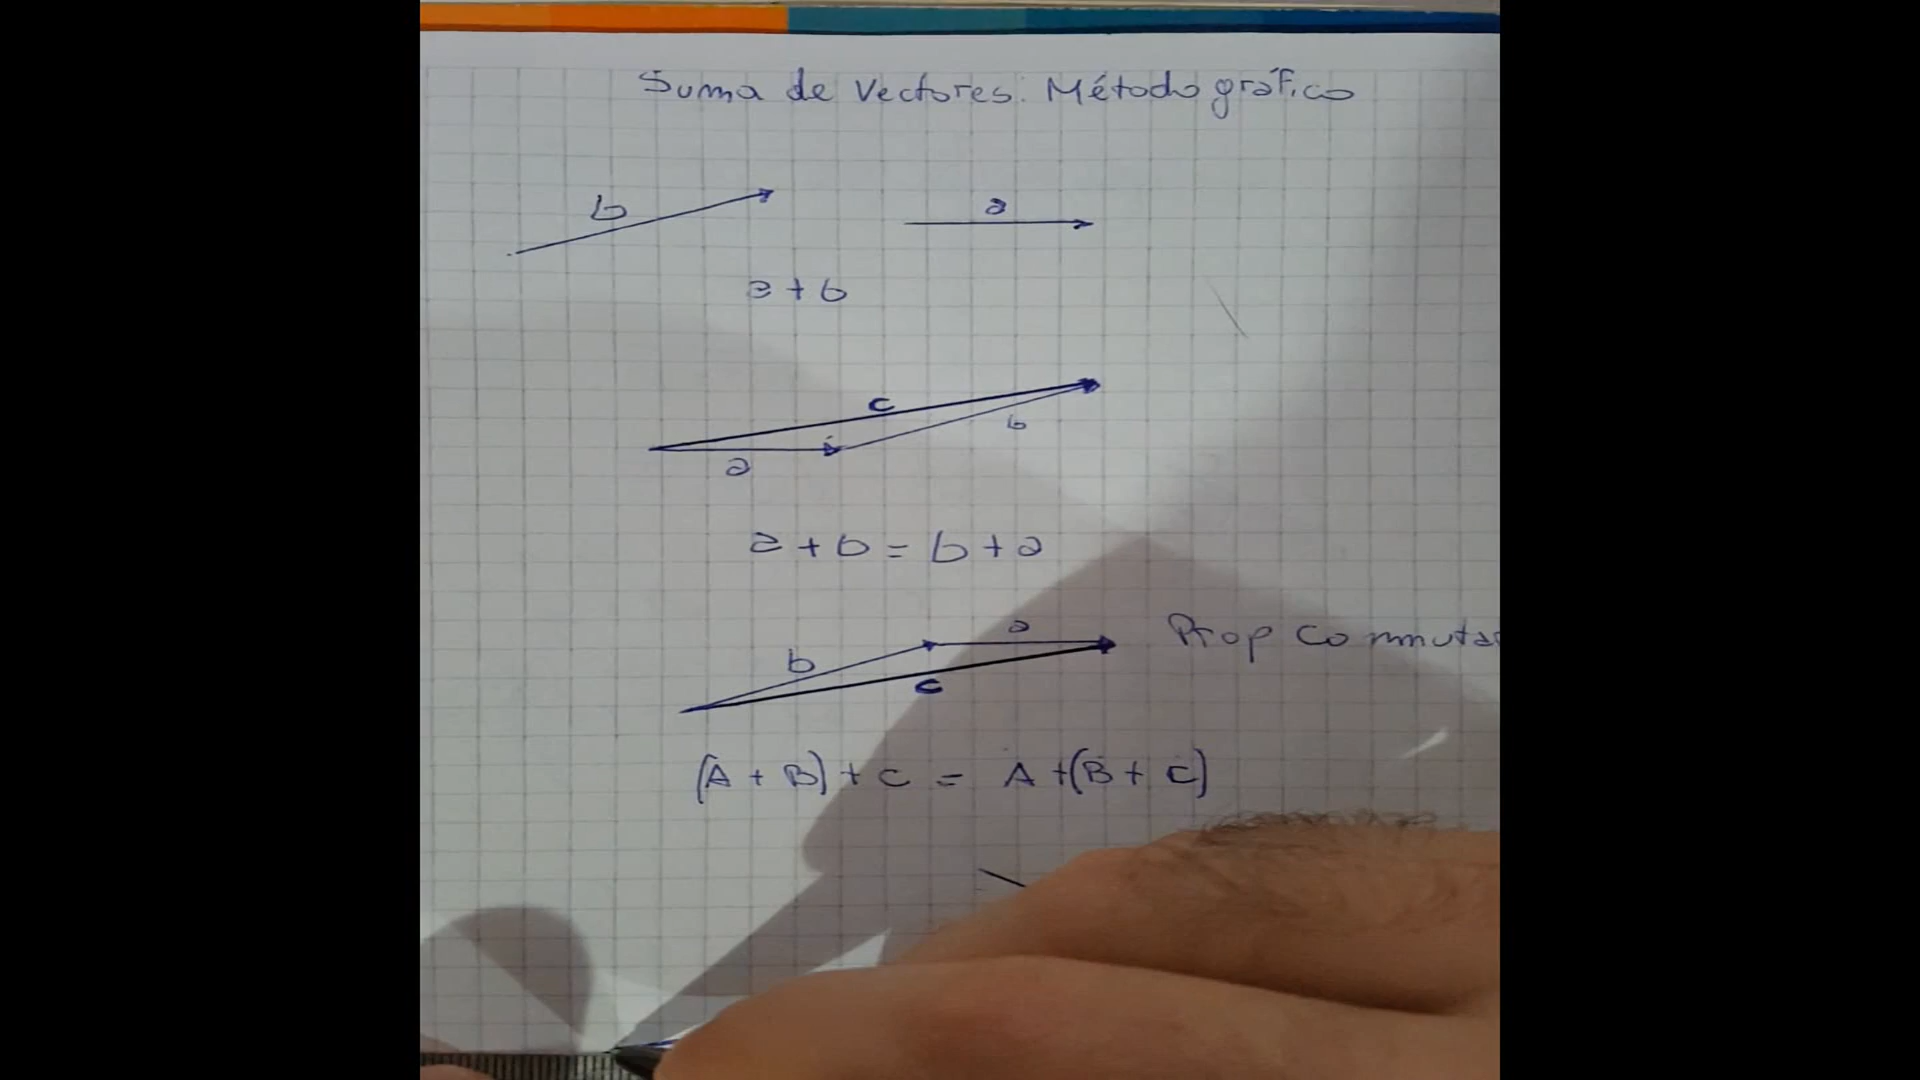 Suma de Vectores. Método gráfico
b
a
a + b
c
b
a
a + b = b + a
a
Prop Conmuta
b
c
(A + B) + C = A + (B + C)